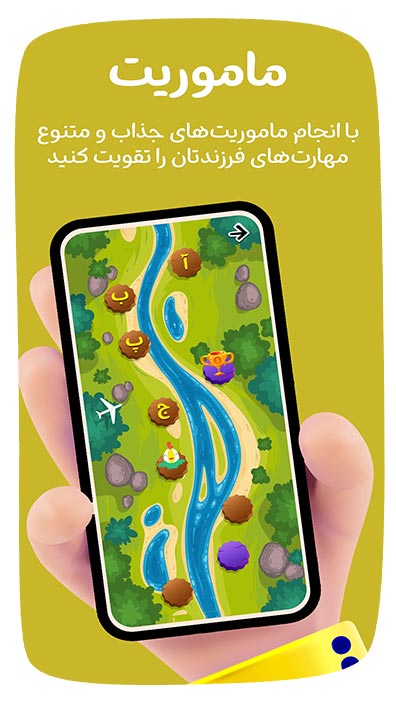 ماموریت
با انجام ماموریت‌های جذاب و متنوع
مهارت‌های فرزندتان را تقویت کنید
آ
ب
پ
ج